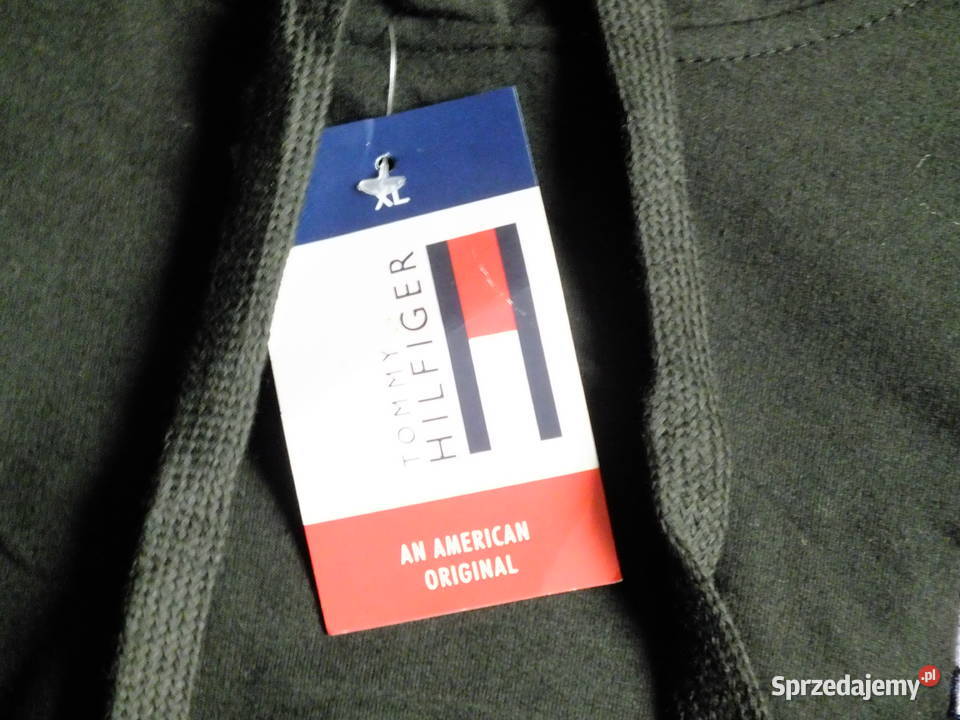 XL
TOMMY
HILFIGER
AN AMERICAN
ORIGINAL
Sprzedajemy.pl